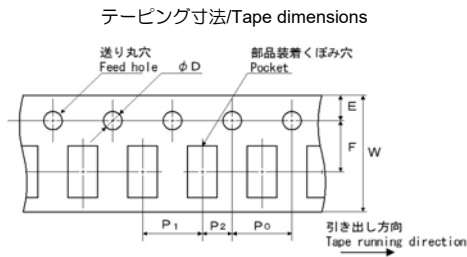 テーピング寸法/Tape dimensions
送り丸穴
Feed hole
φD
部品装着くぼみ穴
Pocket
E
F
W
P1
P2
P0
引き出し方向
Tape running direction